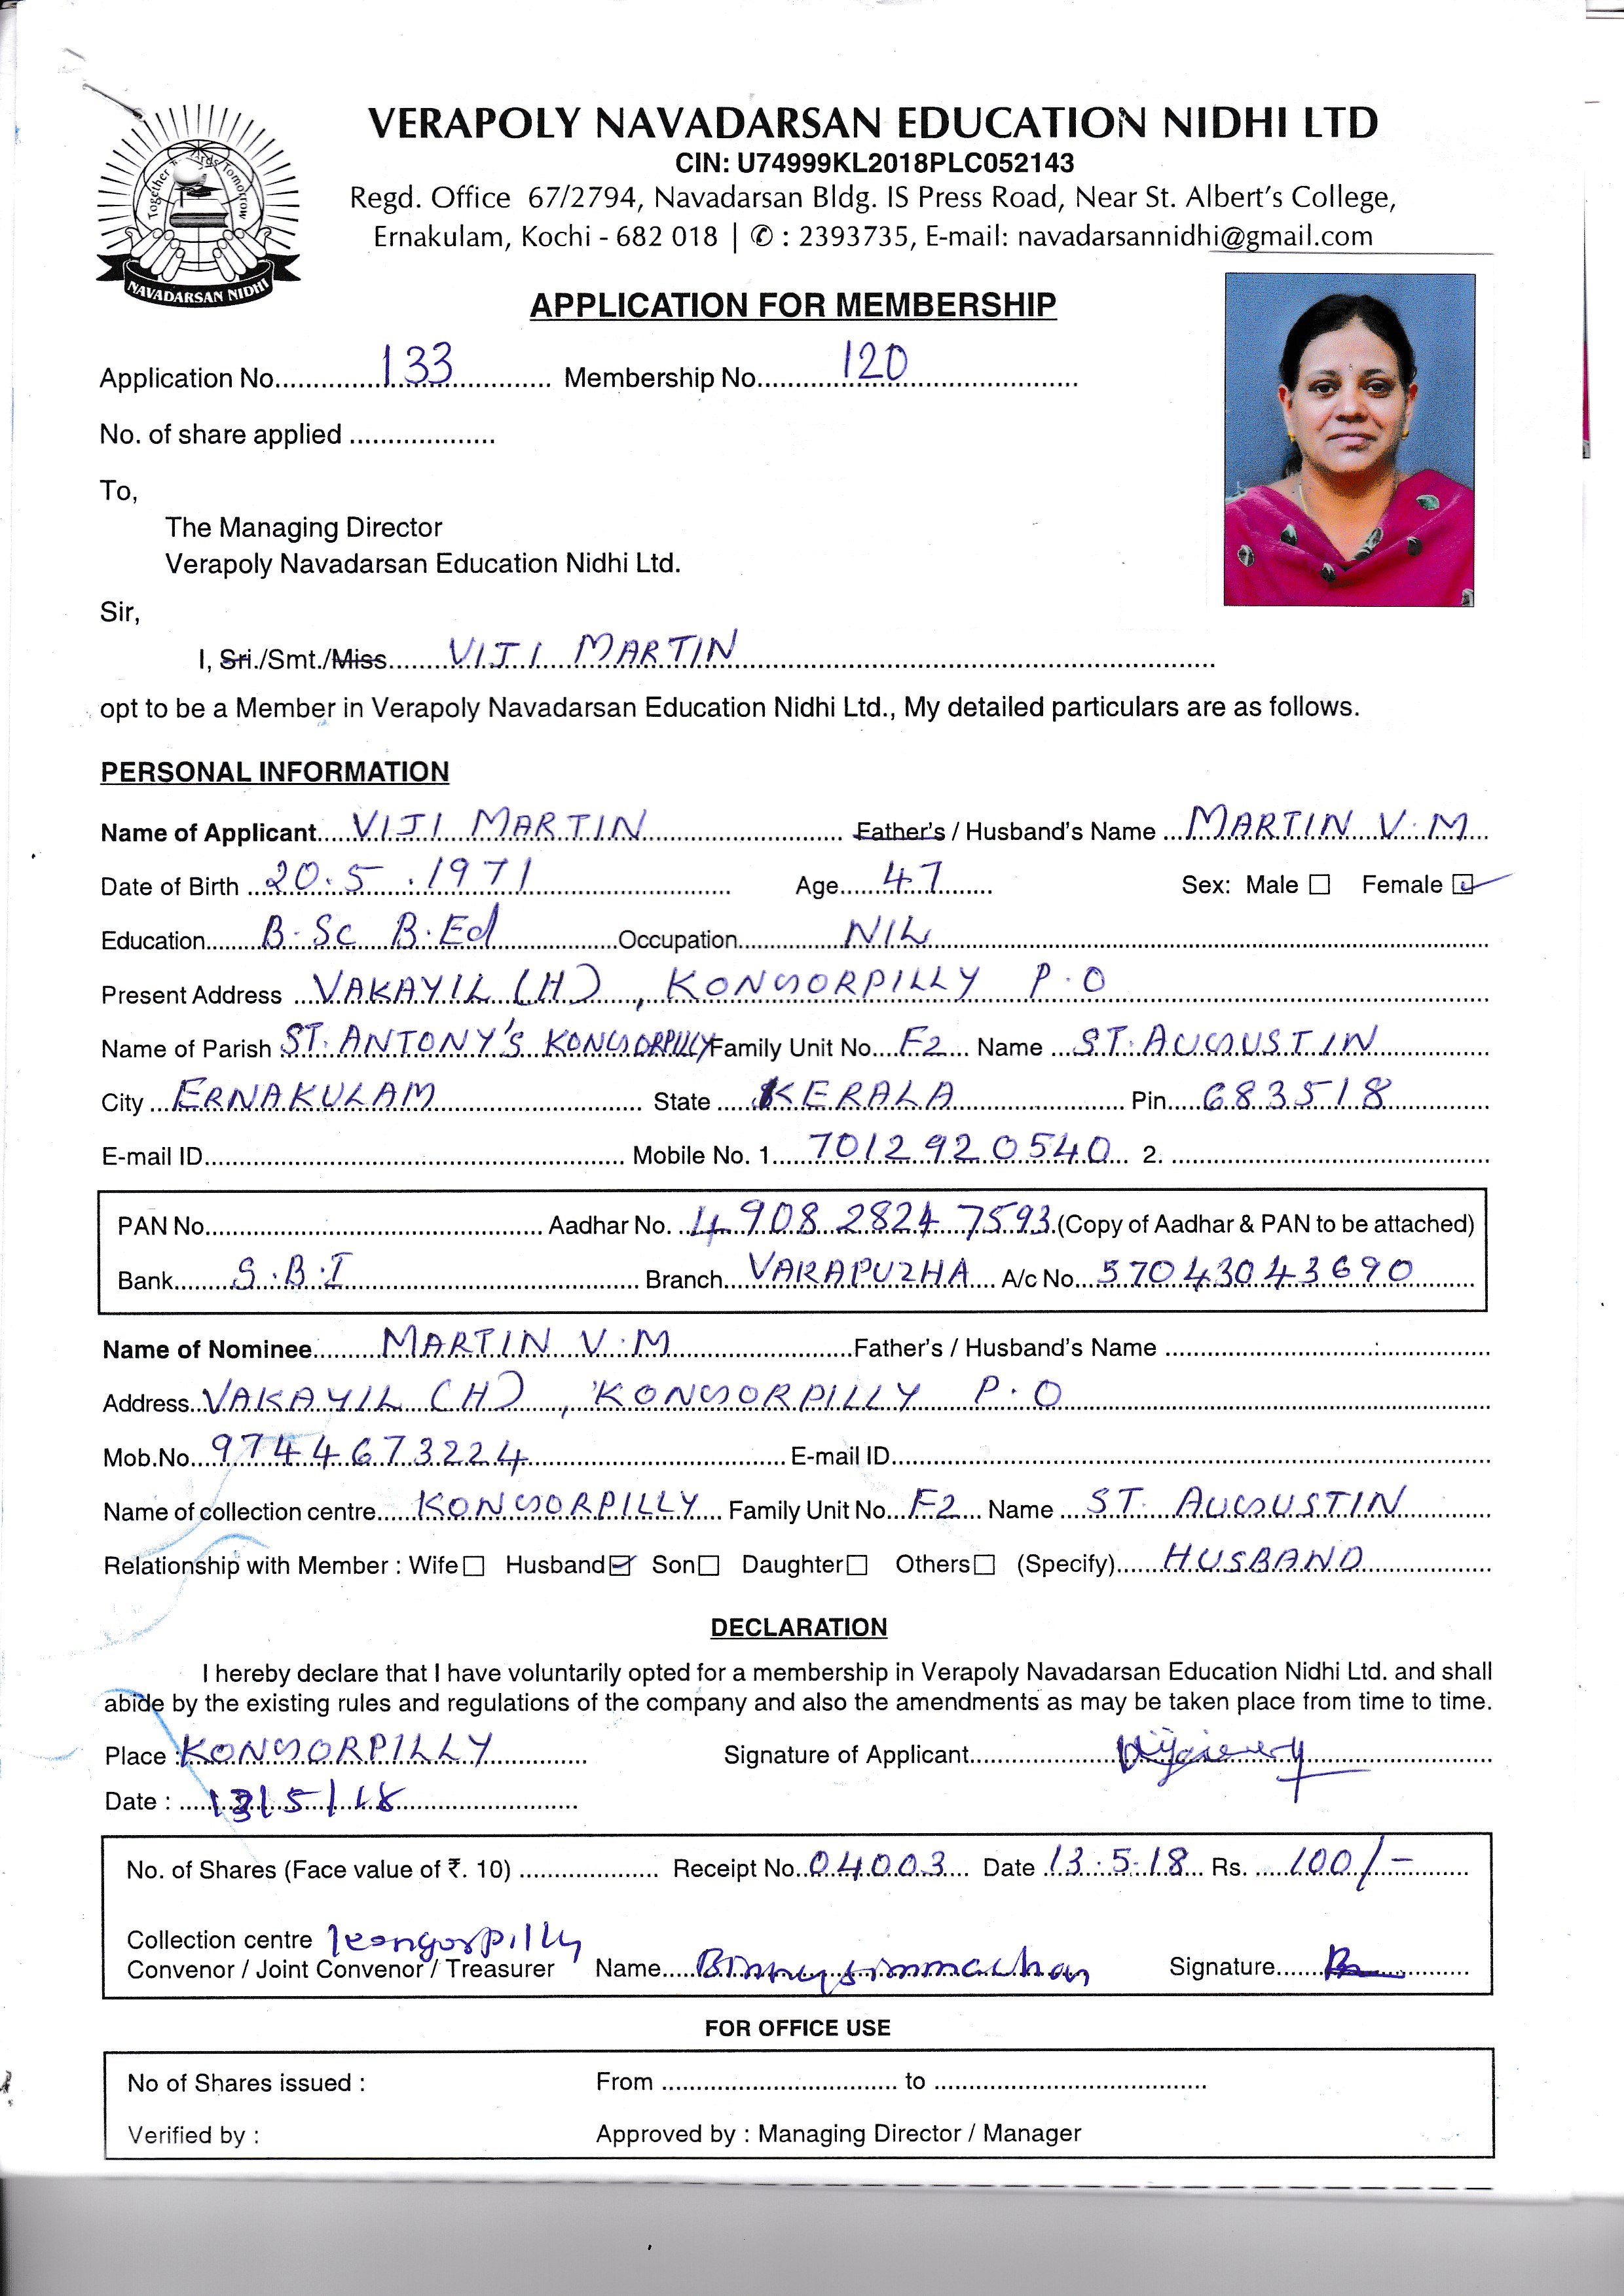 VERAPOLY NAVADARSAN EDUCATION NIDHI LTD
CIN: U74999KL2018PLC052143
Regd. Office 67/2794, Navadarsan Bldg. IS Press Road, Near St. Albert's College,
Ernakulam, Kochi - 682 018 | ✆ : 2393735, E-mail: navadarsannidhi@gmail.com
Together Towards Tomorrow
NAVADARSAN NIDHI
APPLICATION FOR MEMBERSHIP
Application No. 133 Membership No. 120
No. of share applied ...................
To,
The Managing Director
Verapoly Navadarsan Education Nidhi Ltd.
Sir,
I, Sri./Smt./Miss. VIJI MARTIN
opt to be a Member in Verapoly Navadarsan Education Nidhi Ltd., My detailed particulars are as follows.
PERSONAL INFORMATION
Name of Applicant VIJI MARTIN Father's / Husband's Name MARTIN V.M
Date of Birth 20.5.1971 Age 47 Sex: Male ☐ Female ☑
Education B.Sc B.Ed Occupation NIL
Present Address VAKAYIL (H), KONGORPILLY P.O
Name of Parish ST. ANTONY'S KONGORPILLY Family Unit No. F2 Name ST. AUGUSTIN
City ERNAKULAM State KERALA Pin 683518
E-mail ID Mobile No. 1 7012920540 2.
PAN No. Aadhar No. 4908 2824 7593 (Copy of Aadhar & PAN to be attached)
Bank S.B.I Branch VARAPUZHA A/c No. 57043043690
Name of Nominee MARTIN V.M Father's / Husband's Name
Address VAKAYIL (H), KONGORPILLY P.O
Mob.No. 9744673224 E-mail ID
Name of collection centre KONGORPILLY Family Unit No. F2 Name ST. AUGUSTIN
Relationship with Member : Wife ☐ Husband ☑ Son ☐ Daughter ☐ Others ☐ (Specify) HUSBAND
DECLARATION
I hereby declare that I have voluntarily opted for a membership in Verapoly Navadarsan Education Nidhi Ltd. and shall
abide by the existing rules and regulations of the company and also the amendments as may be taken place from time to time.
Place : KONGORPILLY Signature of Applicant
Date : 13/5/18
No. of Shares (Face value of ₹. 10) Receipt No. 04003 Date 13.5.18 Rs. 100/-
Collection centre Kongorpilly
Convenor / Joint Convenor / Treasurer Name Signature
FOR OFFICE USE
No of Shares issued : From to
Verified by : Approved by : Managing Director / Manager